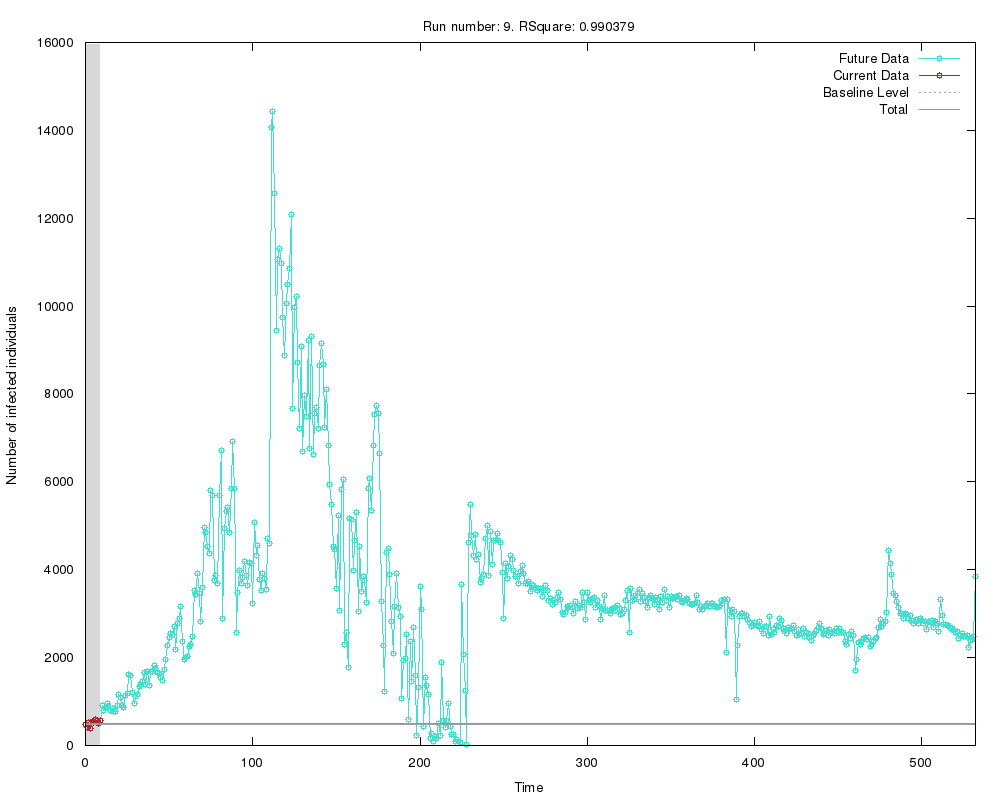 Run number: 9. RSquare: 0.990379
Future Data
Current Data
Baseline Level
Total
16000
14000
12000
10000
8000
6000
4000
2000
0
Number of infected individuals
0 100 200 300 400 500
Time